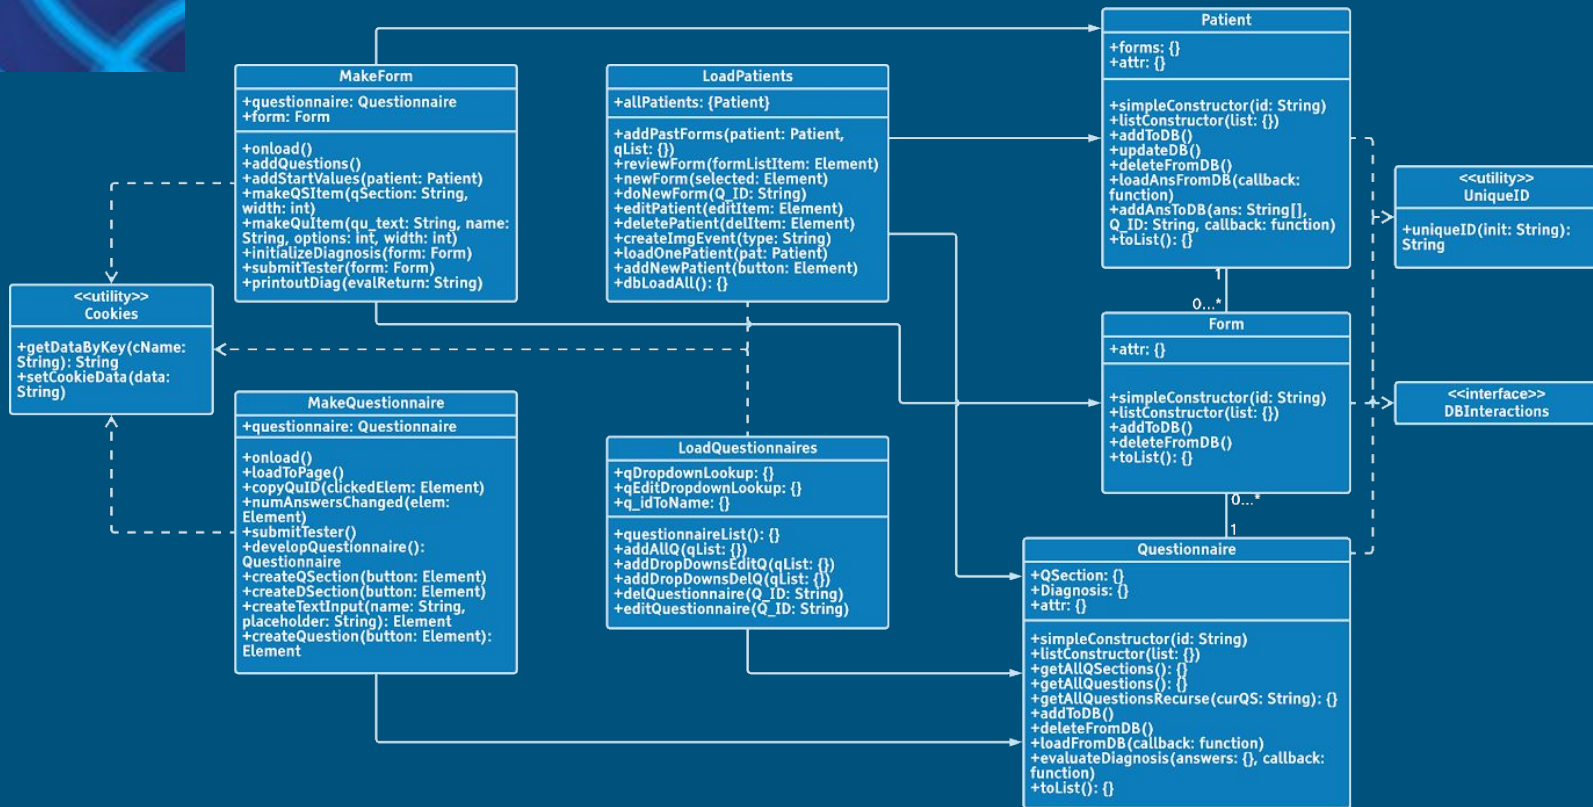 MakeForm
+questionnaire: Questionnaire
+form: Form
+onload()
+addQuestions()
+addStartValues(patient: Patient)
+makeQSItem(qSection: String,
width: int)
+makeQuItem(qu_text: String, name:
String, options: int, width: int)
+initializeDiagnosis(form: Form)
+submitTester(form: Form)
+printoutDiag(evalReturn: String)
LoadPatients
+allPatients: {Patient}
+addPastForms(patient: Patient,
qList: {})
+reviewForm(formListItem: Element)
+newForm(selected: Element)
+doNewForm(Q_ID: String)
+editPatient(editItem: Element)
+deletePatient(delItem: Element)
+createImgEvent(type: String)
+loadOnePatient(pat: Patient)
+addNewPatient(button: Element)
+dbLoadAll(): {}
Patient
+forms: {}
+attr: {}
+simpleConstructor(id: String)
+listConstructor(list: {})
+addToDB()
+updateDB()
+deleteFromDB()
+loadAnsFromDB(callback:
function)
+addAnsToDB(ans: String[],
Q_ID: String, callback: function)
+toList(): {}
<<utility>>
UniqueID
+uniqueID(init: String):
String
<<utility>>
Cookies
+getDataByKey(cName:
String): String
+setCookieData(data:
String)
1
0...*
Form
+attr: {}
+simpleConstructor(id: String)
+listConstructor(list: {})
+addToDB()
+deleteFromDB()
+toList(): {}
<<interface>>
DBInteractions
MakeQuestionnaire
+questionnaire: Questionnaire
+onload()
+loadToPage()
+copyQuID(clickedElem: Element)
+numAnswersChanged(elem:
Element)
+submitTester()
+developQuestionnaire():
Questionnaire
+createQSection(button: Element)
+createDSection(button: Element)
+createTextInput(name: String,
placeholder: String): Element
+createQuestion(button: Element):
Element
LoadQuestionnaires
+qDropdownLookup: {}
+qEditDropdownLookup: {}
+q_idToName: {}
+questionnaireList(): {}
+addAllQ(qList: {})
+addDropDownsEditQ(qList: {})
+addDropDownsDelQ(qList: {})
+delQuestionnaire(Q_ID: String)
+editQuestionnaire(Q_ID: String)
0...*
1
Questionnaire
+QSection: {}
+Diagnosis: {}
+attr: {}
+simpleConstructor(id: String)
+listConstructor(list: {})
+getAllQSections(): {}
+getAllQuestions(): {}
+getAllQuestionsRecurse(curQS: String): {}
+addToDB()
+deleteFromDB()
+loadFromDB(callback: function)
+evaluateDiagnosis(answers: {}, callback:
function)
+toList(): {}